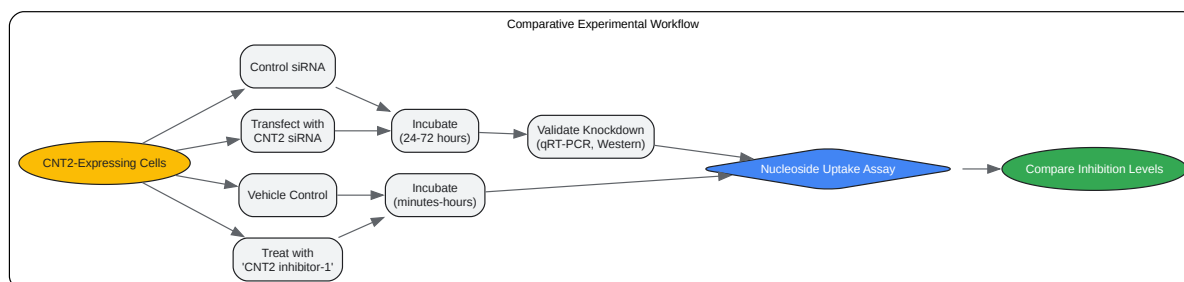 Comparative Experimental Workflow
Control siRNA
Transfect with
CNT2 siRNA
Incubate
(24-72 hours)
Validate Knockdown
(qRT-PCR, Western)
CNT2-Expressing Cells
Nucleoside Uptake Assay
Compare Inhibition Levels
Vehicle Control
Incubate
(minutes-hours)
Treat with
'CNT2 inhibitor-1'